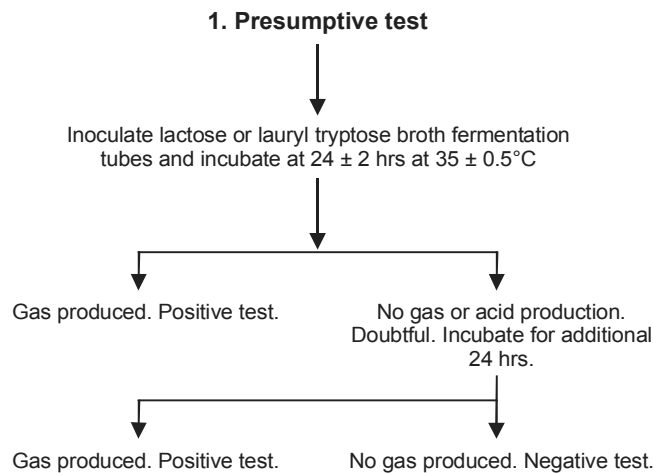 1. Presumptive test
Inoculate lactose or lauryl tryptose broth fermentation
tubes and incubate at 24 ± 2 hrs at 35 ± 0.5°C
Gas produced. Positive test.
No gas or acid production.
Doubtful. Incubate for additional
24 hrs.
Gas produced. Positive test.
No gas produced. Negative test.